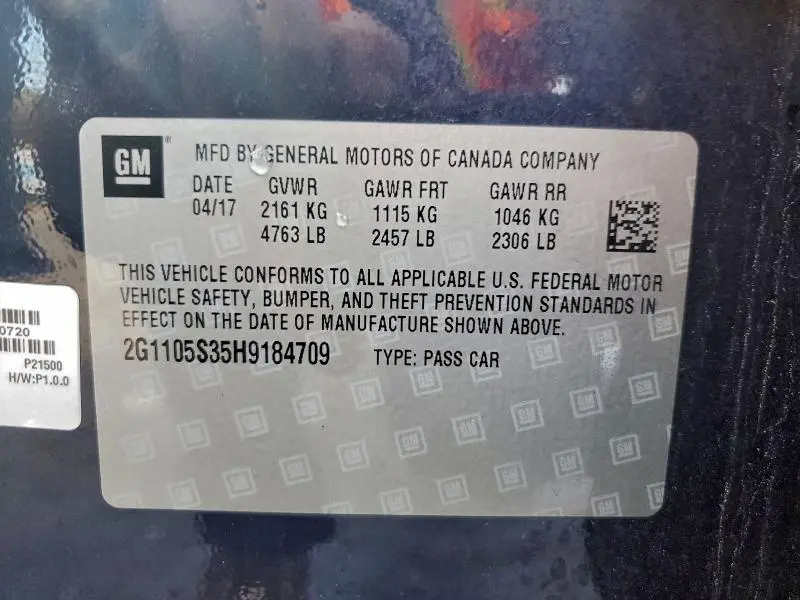 GM
MFD BY GENERAL MOTORS OF CANADA COMPANY
DATE GVWR GAWR FRT GAWR RR
04/17 2161 KG 1115 KG 1046 KG
4763 LB 2457 LB 2306 LB
THIS VEHICLE CONFORMS TO ALL APPLICABLE U.S. FEDERAL MOTOR
VEHICLE SAFETY, BUMPER, AND THEFT PREVENTION STANDARDS IN
EFFECT ON THE DATE OF MANUFACTURE SHOWN ABOVE.
2G1105S35H9184709 TYPE: PASS CAR
0720
P21500
H/W:P1.0.0